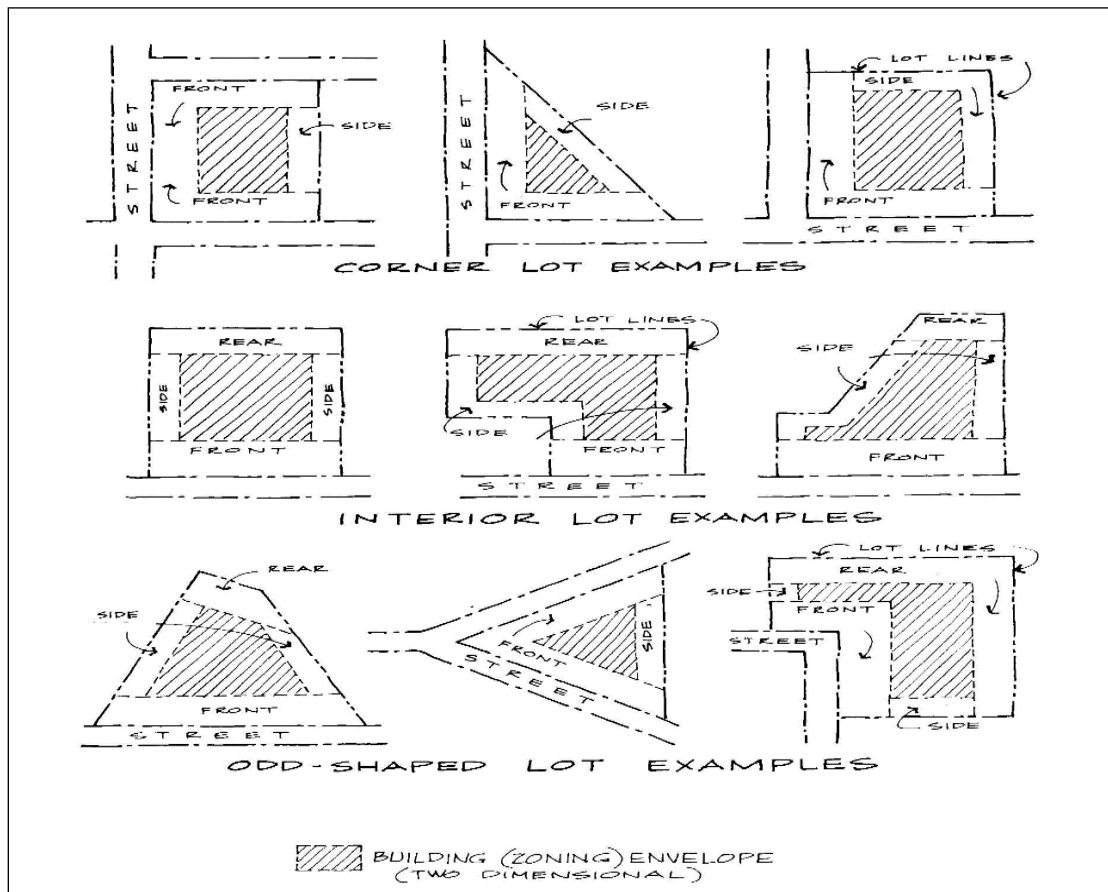 FRONT
STREET
SIDE
FRONT
STREET
SIDE
FRONT
LOT LINES
SIDE
FRONT
STREET
CORNER LOT EXAMPLES
REAR
SIDE
SIDE
FRONT
LOT LINES
REAR
SIDE
FRONT
STREET
REAR
SIDE
FRONT
INTERIOR LOT EXAMPLES
REAR
SIDE
FRONT
STREET
FRONT
STREET
SIDE
LOT LINES
REAR
SIDE
FRONT
STREET
SIDE
ODD-SHAPED LOT EXAMPLES
BUILDING (ZONING) ENVELOPE
(TWO DIMENSIONAL)